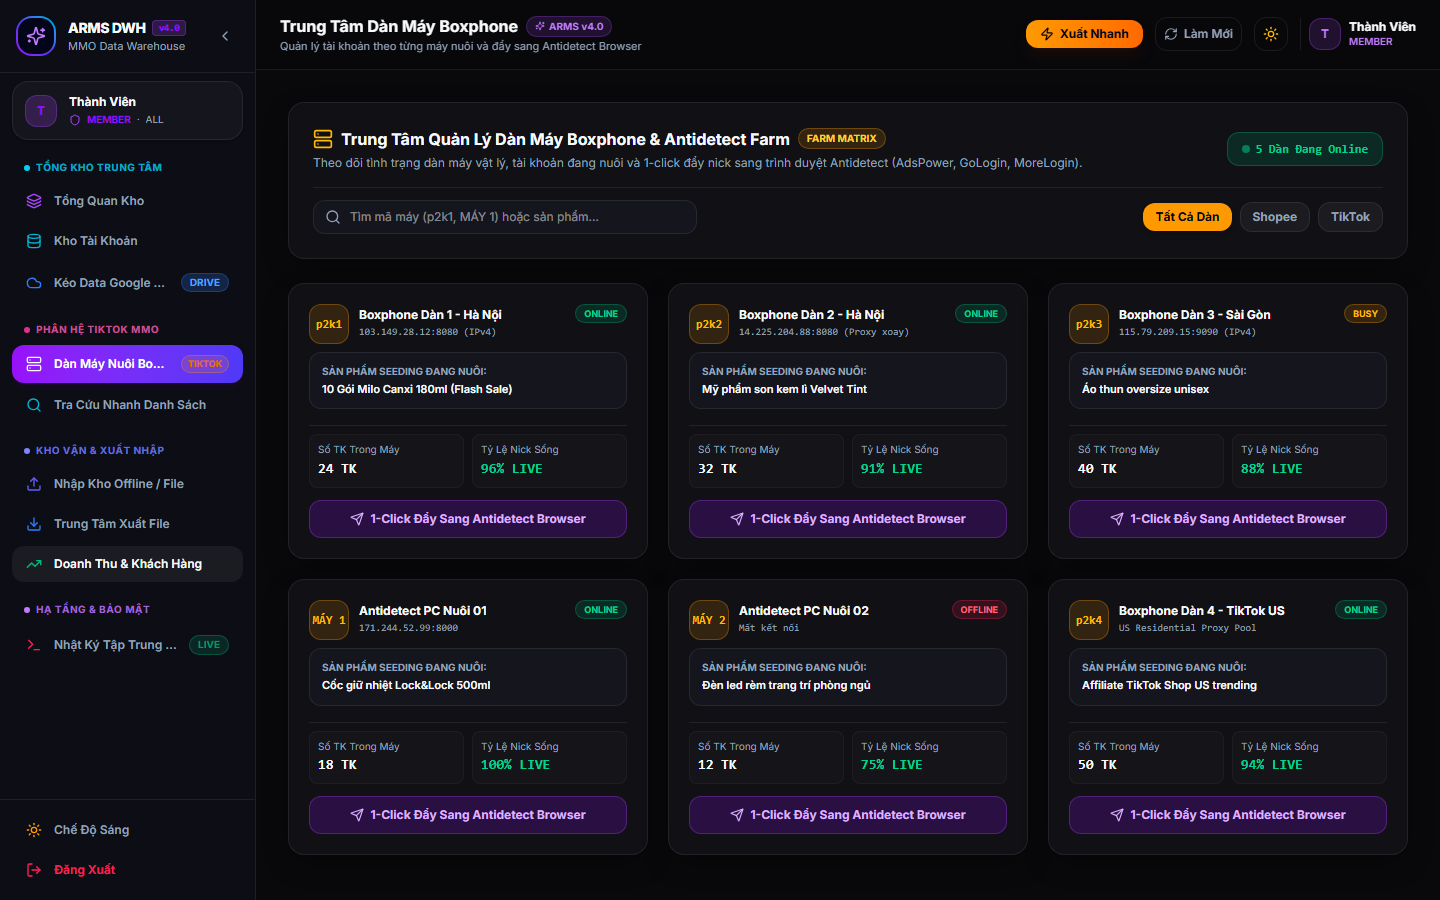 ARMS DWH v4.0
MMO Data Warehouse
T
Thành Viên
MEMBER · ALL
TỔNG KHO TRUNG TÂM
Tổng Quan Kho
Kho Tài Khoản
Kéo Data Google ... DRIVE
PHÂN HỆ TIKTOK MMO
Dàn Máy Nuôi Bo... TIKTOK
Tra Cứu Nhanh Danh Sách
KHO VẬN & XUẤT NHẬP
Nhập Kho Offline / File
Trung Tâm Xuất File
Doanh Thu & Khách Hàng
HẠ TẦNG & BẢO MẬT
Nhật Ký Tập Trung ... LIVE
Chế Độ Sáng
Đăng Xuất
Trung Tâm Dàn Máy Boxphone ARMS v4.0
Quản lý tài khoản theo từng máy nuôi và đẩy sang Antidetect Browser
Xuất Nhanh
Làm Mới
T
Thành Viên
MEMBER
Trung Tâm Quản Lý Dàn Máy Boxphone & Antidetect Farm FARM MATRIX
Theo dõi tình trạng dàn máy vật lý, tài khoản đang nuôi và 1-click đẩy nick sang trình duyệt Antidetect (AdsPower, GoLogin, MoreLogin).
5 Dàn Đang Online
Tìm mã máy (p2k1, MÁY 1) hoặc sản phẩm...
Tất Cả Dàn
Shopee
TikTok
p2k1
Boxphone Dàn 1 - Hà Nội
103.149.28.12:8080 (IPv4)
ONLINE
SẢN PHẨM SEEDING ĐANG NUÔI:
10 Gói Milo Canxi 180ml (Flash Sale)
Số TK Trong Máy
24 TK
Tỷ Lệ Nick Sống
96% LIVE
1-Click Đẩy Sang Antidetect Browser
p2k2
Boxphone Dàn 2 - Hà Nội
14.225.204.88:8080 (Proxy xoay)
ONLINE
SẢN PHẨM SEEDING ĐANG NUÔI:
Mỹ phẩm son kem lì Velvet Tint
Số TK Trong Máy
32 TK
Tỷ Lệ Nick Sống
91% LIVE
1-Click Đẩy Sang Antidetect Browser
p2k3
Boxphone Dàn 3 - Sài Gòn
115.79.209.15:9090 (IPv4)
BUSY
SẢN PHẨM SEEDING ĐANG NUÔI:
Áo thun oversize unisex
Số TK Trong Máy
40 TK
Tỷ Lệ Nick Sống
88% LIVE
1-Click Đẩy Sang Antidetect Browser
MÁY 1
Antidetect PC Nuôi 01
171.244.52.99:8000
ONLINE
SẢN PHẨM SEEDING ĐANG NUÔI:
Cốc giữ nhiệt Lock&Lock 500ml
Số TK Trong Máy
18 TK
Tỷ Lệ Nick Sống
100% LIVE
1-Click Đẩy Sang Antidetect Browser
MÁY 2
Antidetect PC Nuôi 02
Mất kết nối
OFFLINE
SẢN PHẨM SEEDING ĐANG NUÔI:
Đèn led rèm trang trí phòng ngủ
Số TK Trong Máy
12 TK
Tỷ Lệ Nick Sống
75% LIVE
1-Click Đẩy Sang Antidetect Browser
p2k4
Boxphone Dàn 4 - TikTok US
US Residential Proxy Pool
ONLINE
SẢN PHẨM SEEDING ĐANG NUÔI:
Affiliate TikTok Shop US trending
Số TK Trong Máy
50 TK
Tỷ Lệ Nick Sống
94% LIVE
1-Click Đẩy Sang Antidetect Browser